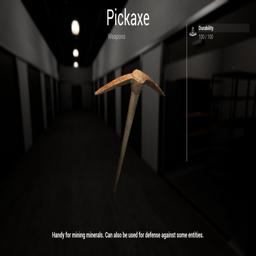 Pickaxe
Weapons
Durability
100 / 100
Handy for mining minerals. Can also be used for defense against some entities.